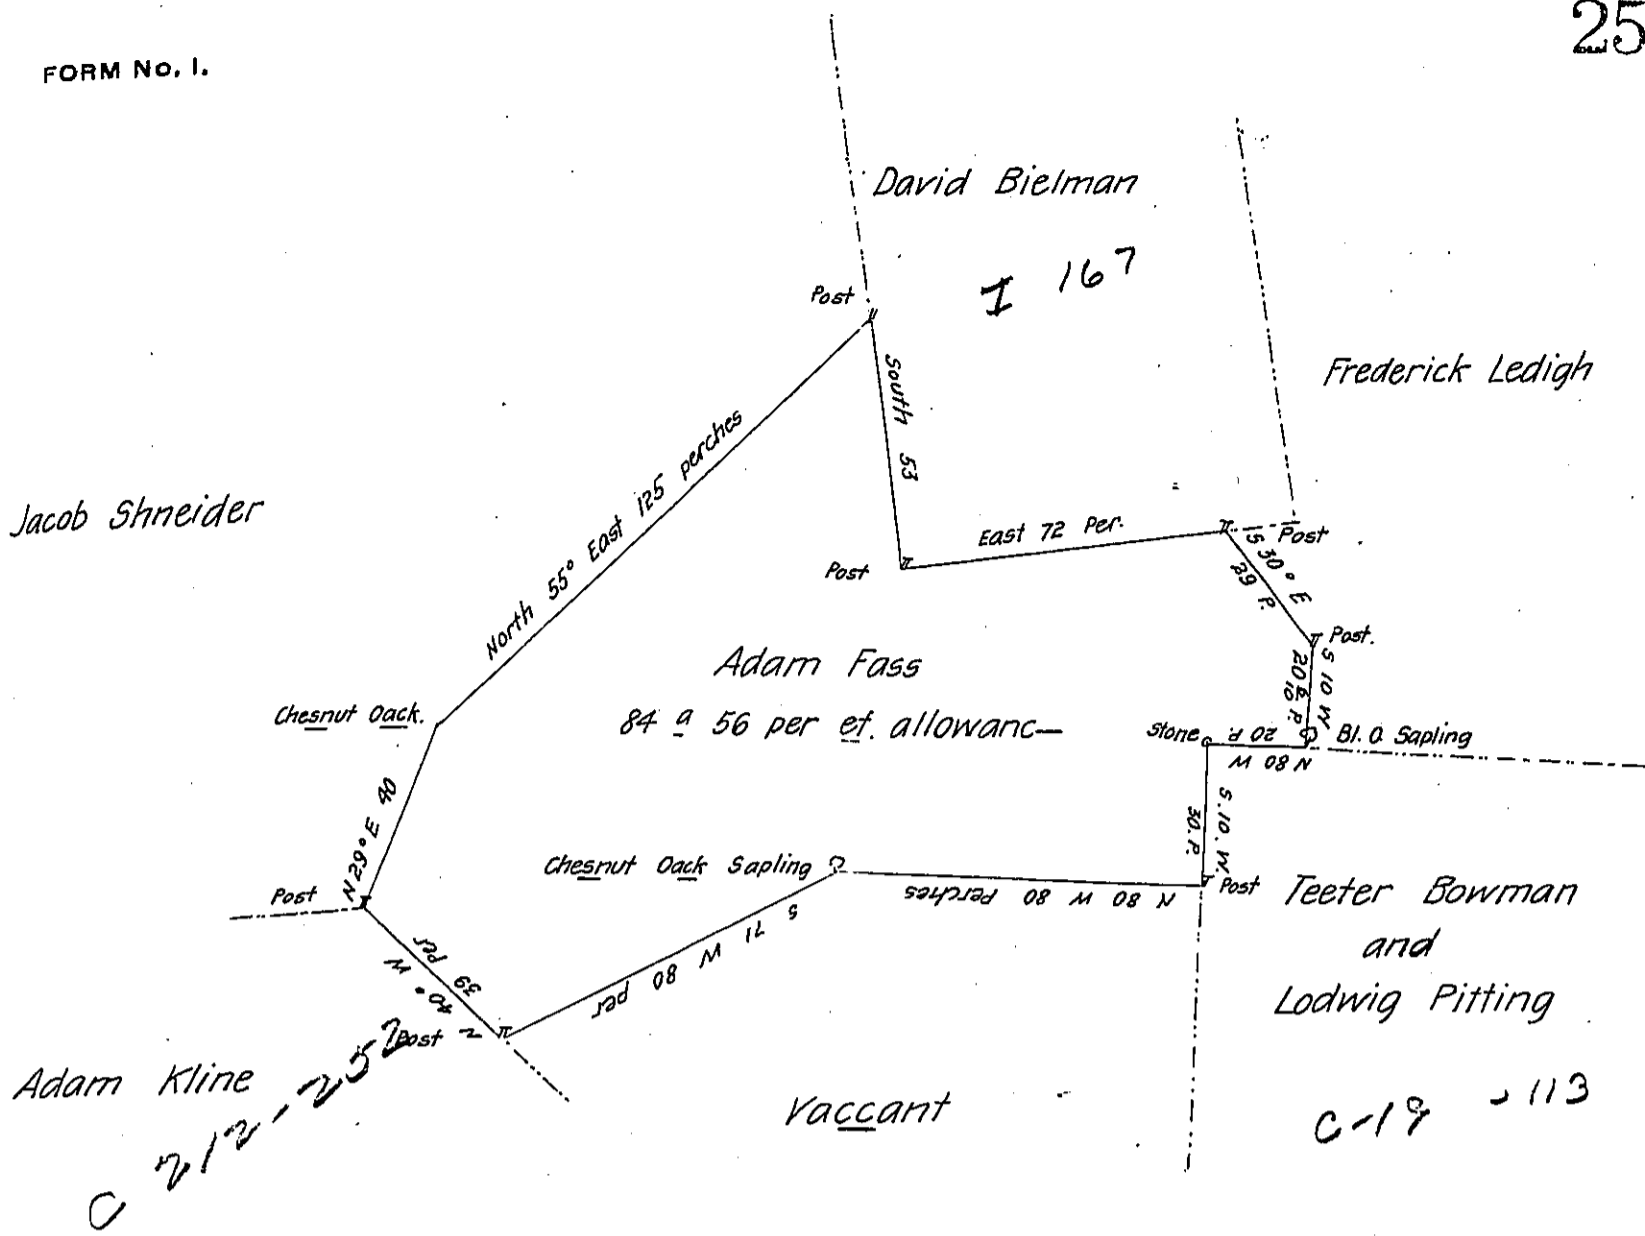 25
FORM No. 1.
David Bielman
I 167
Post
Frederick Ledigh
South 53
North 55° East 125 perches
Jacob Shneider
East 72 Per.
Post
Post
S 30° E
29 P.
Post.
Adam Fass
S 10 W
20 6/10 P.
Chesnut Oack.
84 a 56 per et. allowanc—
Stone
20 P.
N 80 W
Bl. O. Sapling
N 29° E 40
S. 10. W.
30. P.
Chesnut Oack Sapling
N 80 W 80 Perches
Post
Post
Teeter Bowman
and
Lodwig Pitting
S 71 W 80 per
N 40° W
39 per
Post
Adam Kline
C 212-252
Vaccant
C-19 - 113